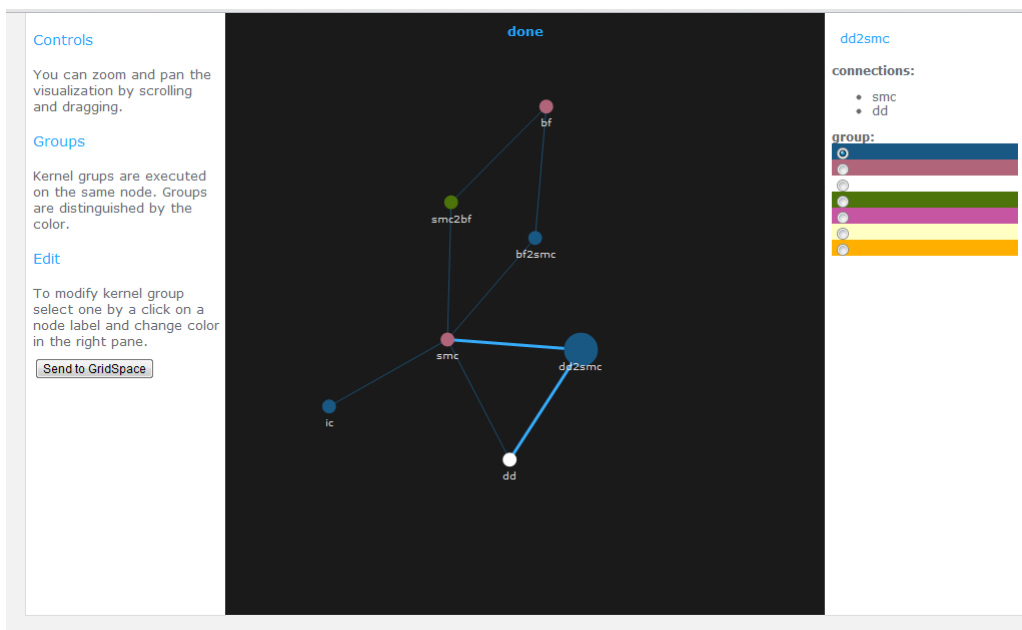 Controls
You can zoom and pan the
visualization by scrolling
and dragging.
Groups
Kernel grups are executed
on the same node. Groups
are distinguished by the
color.
Edit
To modify kernel group
select one by a click on a
node label and change color
in the right pane.
Send to GridSpace
done
bf
smc2bf
bf2smc
smc
dd2smc
ic
dd
dd2smc
connections:
smc
dd
group: